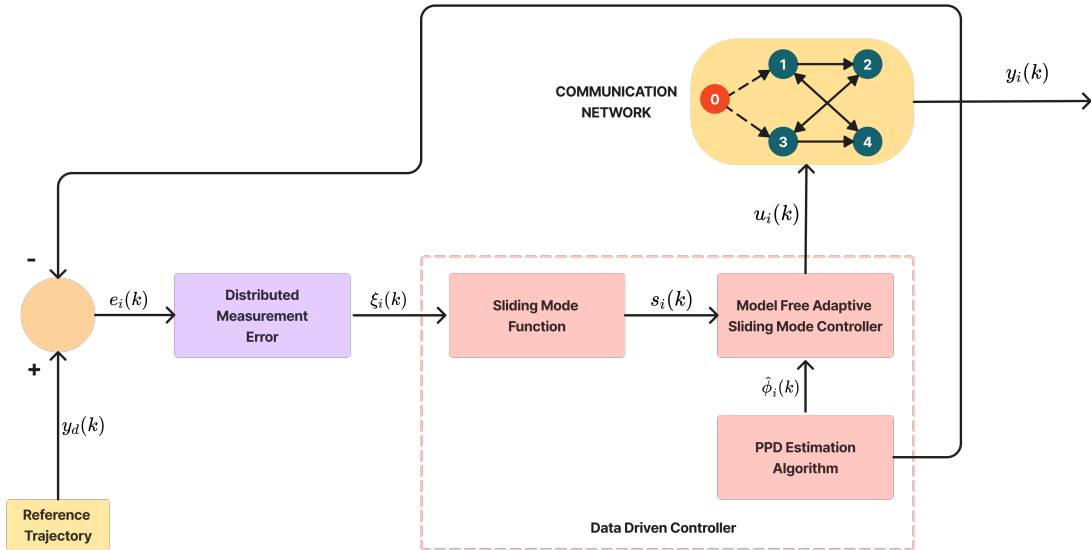 COMMUNICATION
NETWORK
0
1
2
3
4
y_i(k)
u_i(k)
-
+
e_i(k)
Distributed
Measurement
Error
ξ_i(k)
Sliding Mode
Function
s_i(k)
Model Free Adaptive
Sliding Mode Controller
ϕ̂_i(k)
y_d(k)
PPD Estimation
Algorithm
Reference
Trajectory
Data Driven Controller